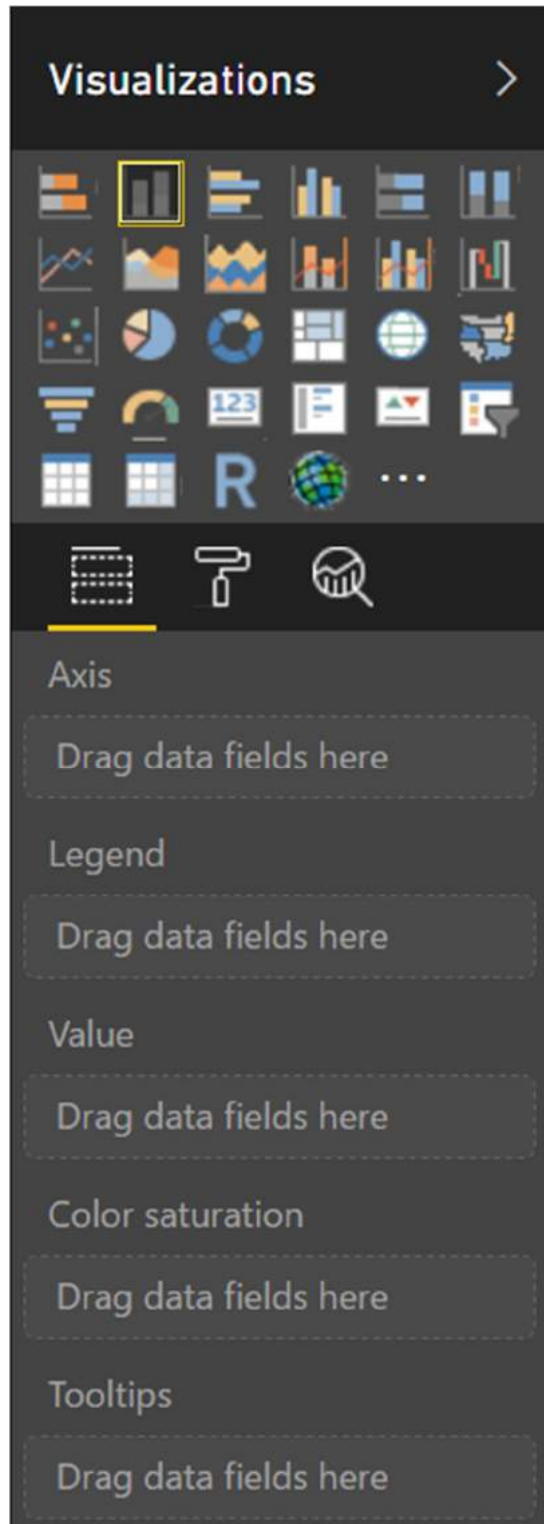 Visualizations
123
R
Axis
Drag data fields here
Legend
Drag data fields here
Value
Drag data fields here
Color saturation
Drag data fields here
Tooltips
Drag data fields here